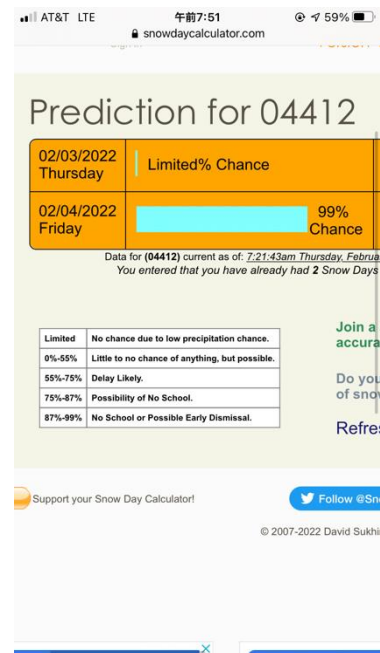 AT&T LTE 午前7:51 59%
snowdaycalculator.com
Prediction for 04412
02/03/2022
Thursday
Limited% Chance
02/04/2022
Friday
99%
Chance
Data for (04412) current as of: 7:21:43am Thursday, Februa
You entered that you have already had 2 Snow Days
Limited No chance due to low precipitation chance.
0%-55% Little to no chance of anything, but possible.
55%-75% Delay Likely.
75%-87% Possibility of No School.
87%-99% No School or Possible Early Dismissal.
Join a
accura
Do you
of snow
Refres
Support your Snow Day Calculator!
Follow @Sno
© 2007-2022 David Sukhi